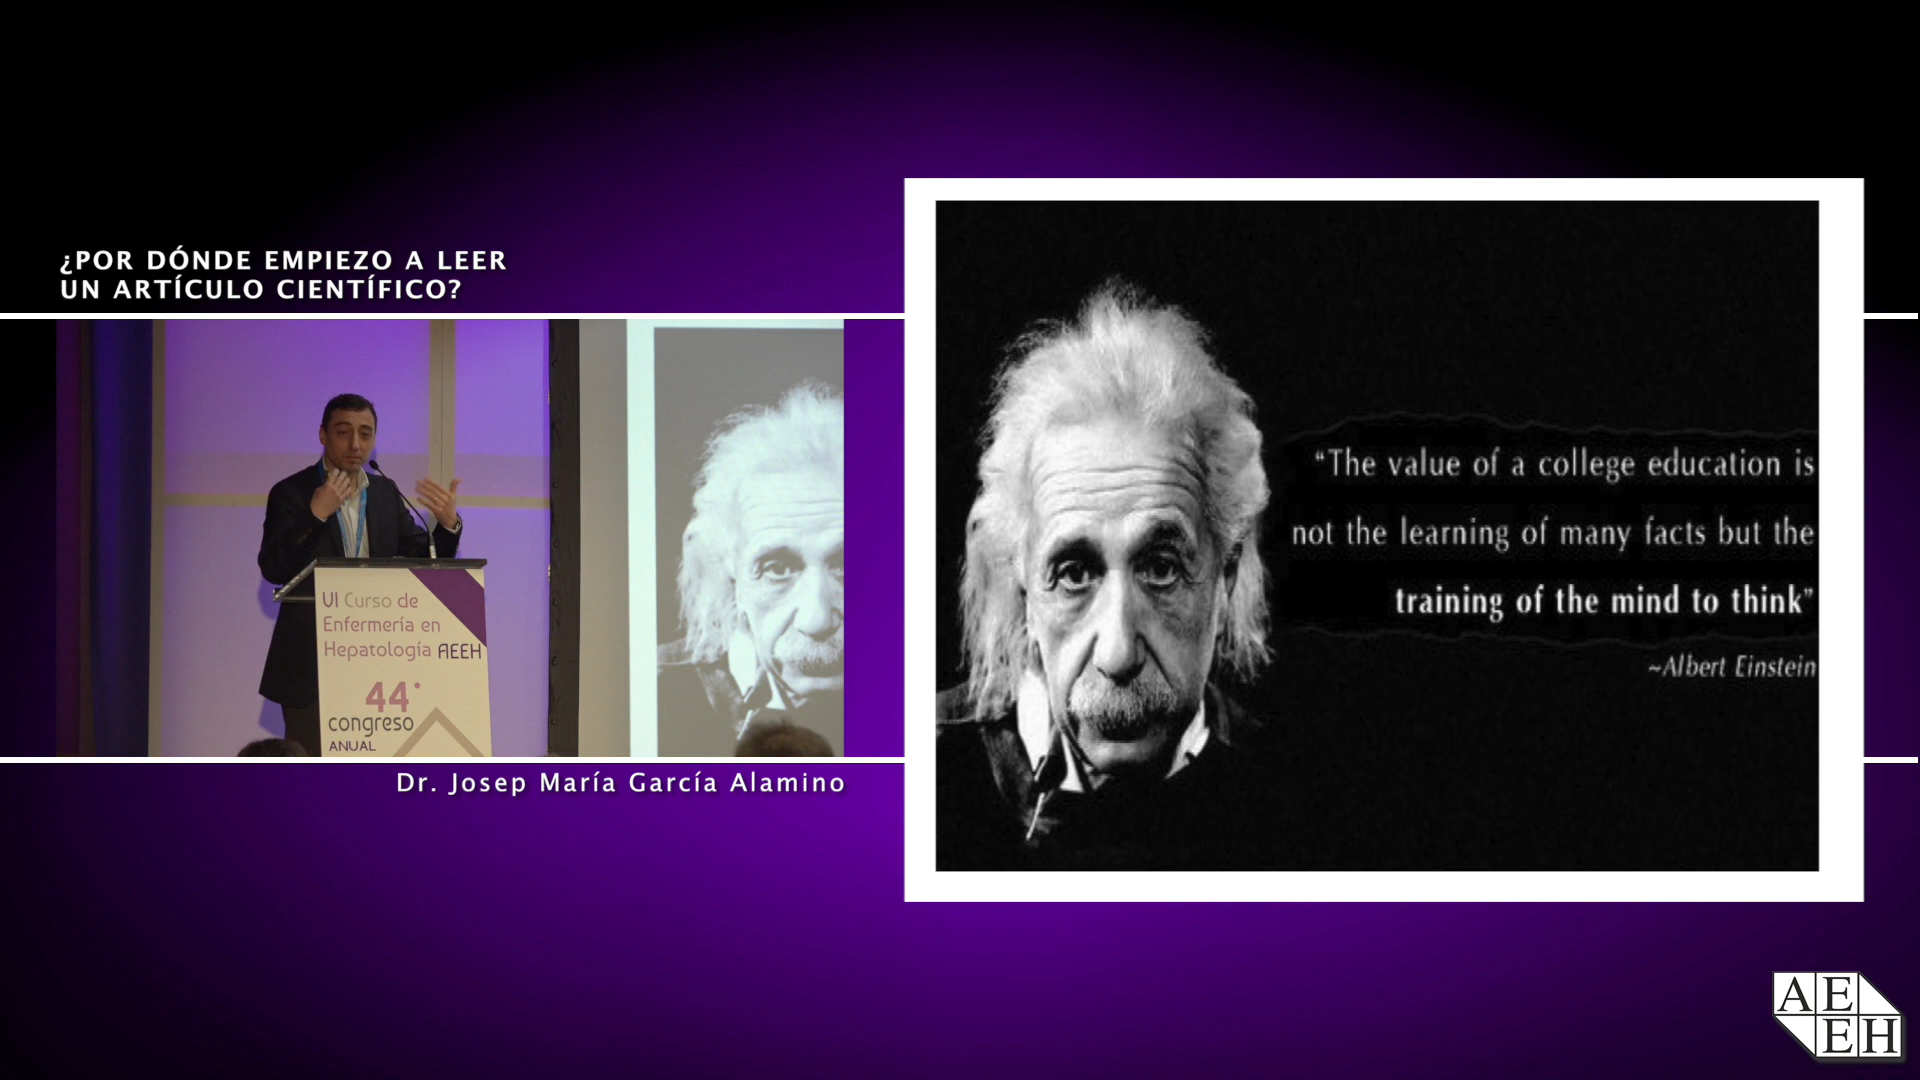 ¿POR DÓNDE EMPIEZO A LEER
UN ARTÍCULO CIENTÍFICO?
VI Curso de
Enfermería en
Hepatología AEEH
44º
congreso
ANUAL
Dr. Josep María García Alamino
“The value of a college education is
not the learning of many facts but the
training of the mind to think”
~Albert Einstein
AE
EH